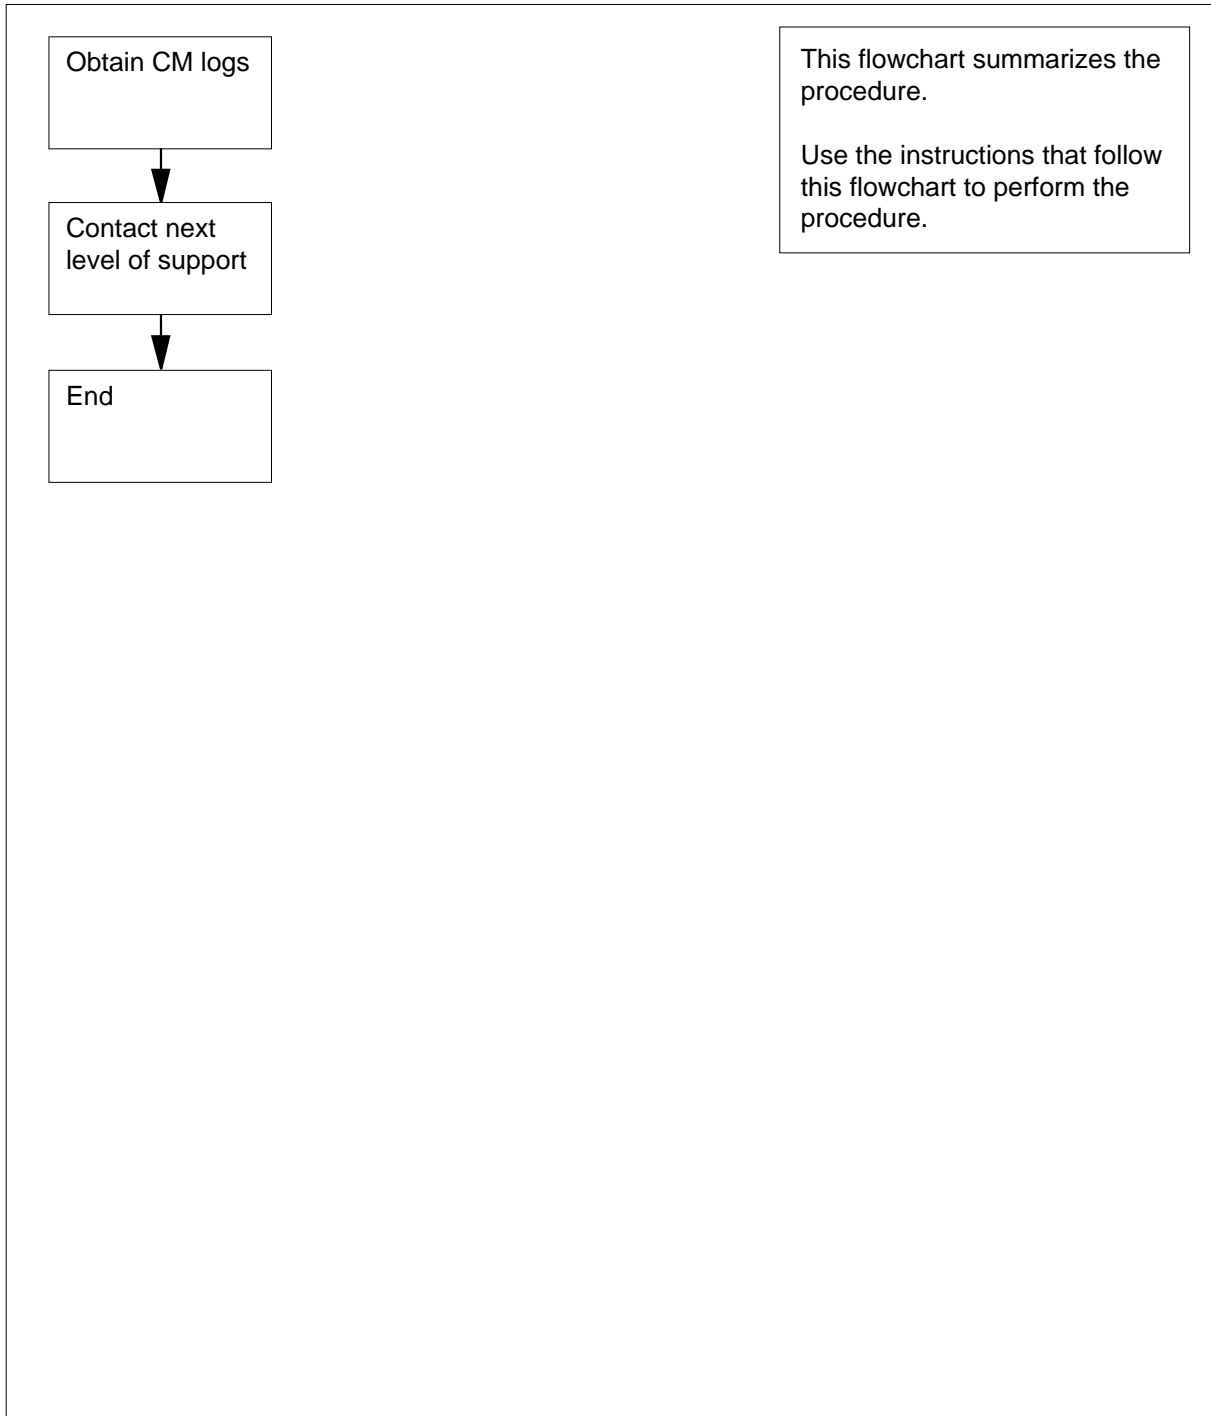 Obtain CM logs
Contact next
level of support
End
This flowchart summarizes the
procedure.
Use the instructions that follow
this flowchart to perform the
procedure.